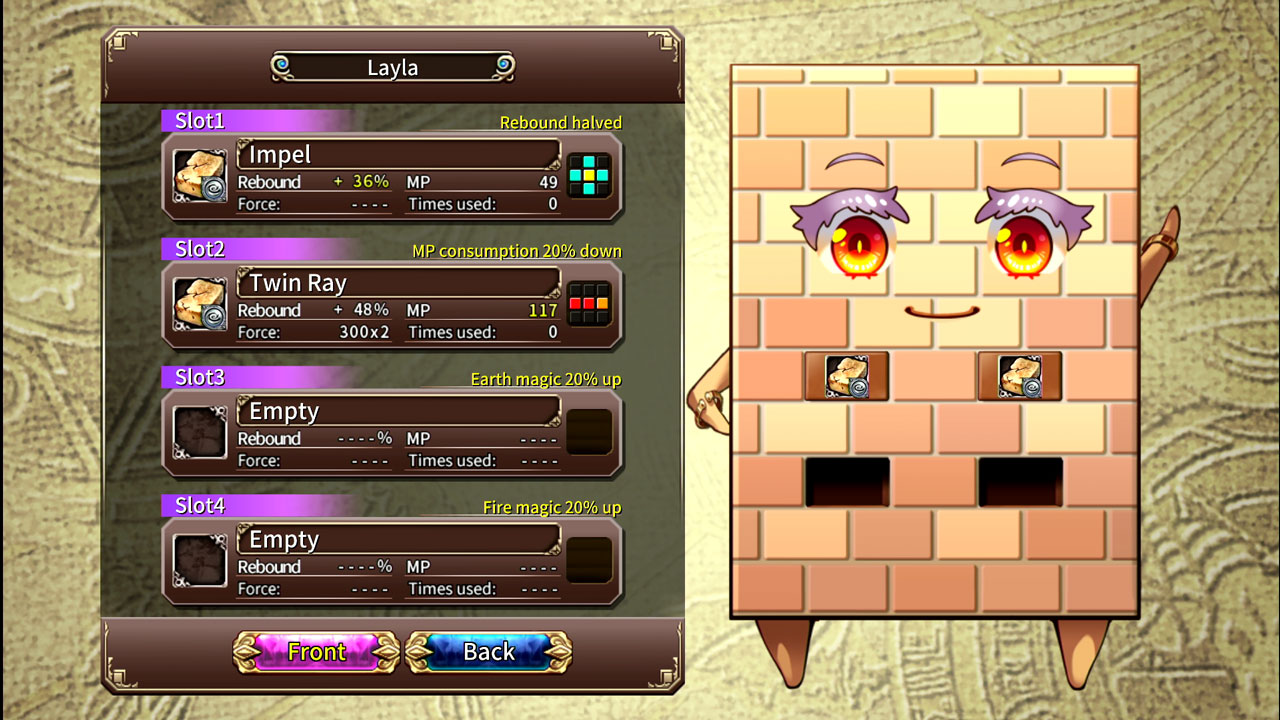 Layla
Slot1
Rebound halved
Impel
Rebound + 36% MP 49
Force: ---- Times used: 0
Slot2
MP consumption 20% down
Twin Ray
Rebound + 48% MP 117
Force: 300x2 Times used: 0
Slot3
Earth magic 20% up
Empty
Rebound ----% MP ----
Force: ---- Times used: ----
Slot4
Fire magic 20% up
Empty
Rebound ----% MP ----
Force: ---- Times used: ----
Front Back